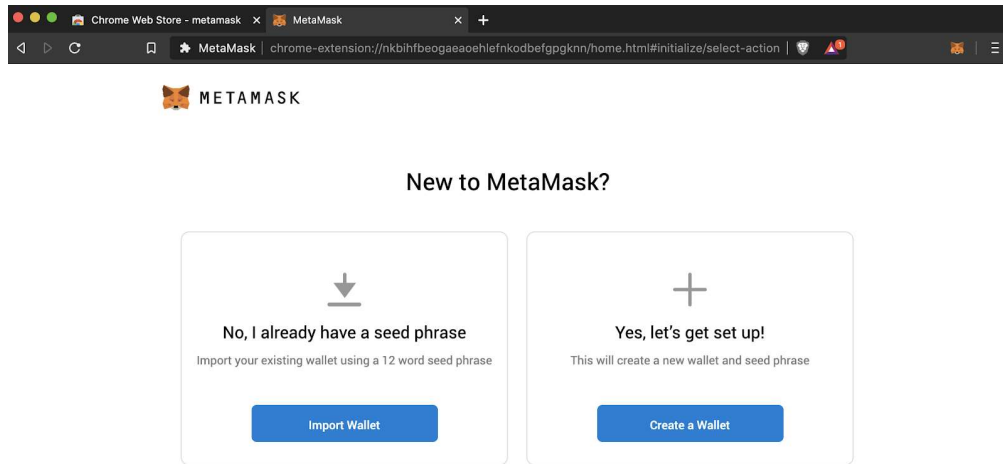 Chrome Web Store - metamask
MetaMask
MetaMask chrome-extension://nkbihfbeogaeaoehlefnkodbefgpgknn/home.html#initialize/select-action
1
METAMASK
New to MetaMask?
No, I already have a seed phrase
Import your existing wallet using a 12 word seed phrase
Import Wallet
Yes, let's get set up!
This will create a new wallet and seed phrase
Create a Wallet